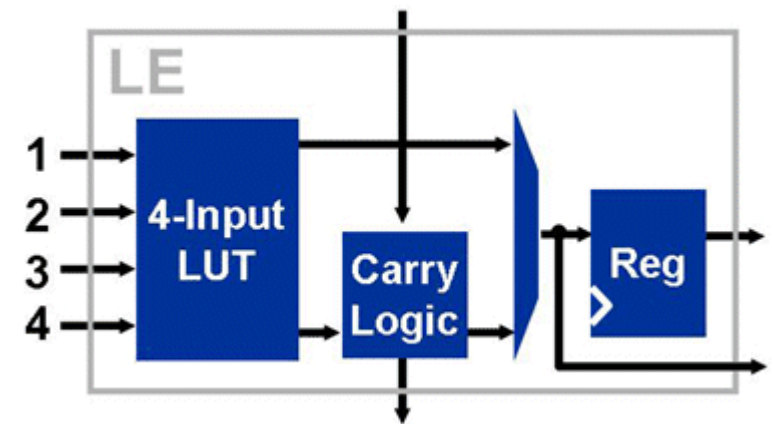 LE
1
2
3
4
4-Input
LUT
Carry
Logic
Reg